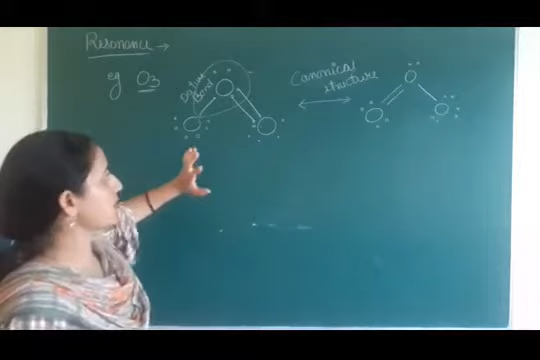 Resonance →
eg O3
Dative
Bond
Canonical
structure
O O O
O O O